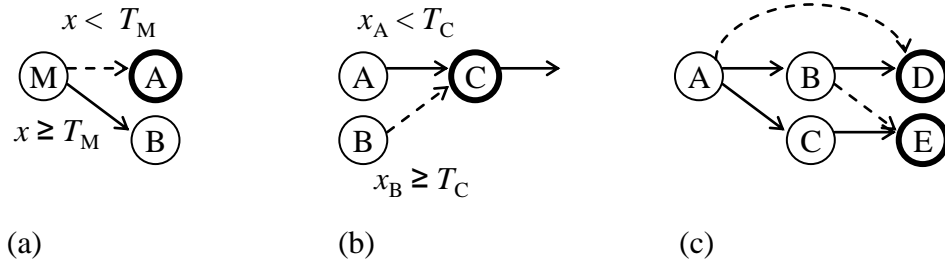 x < T_M
M
A
x ≥ T_M
B
(a)
x_A < T_C
A
C
B
x_B ≥ T_C
(b)
A
B
D
C
E
(c)